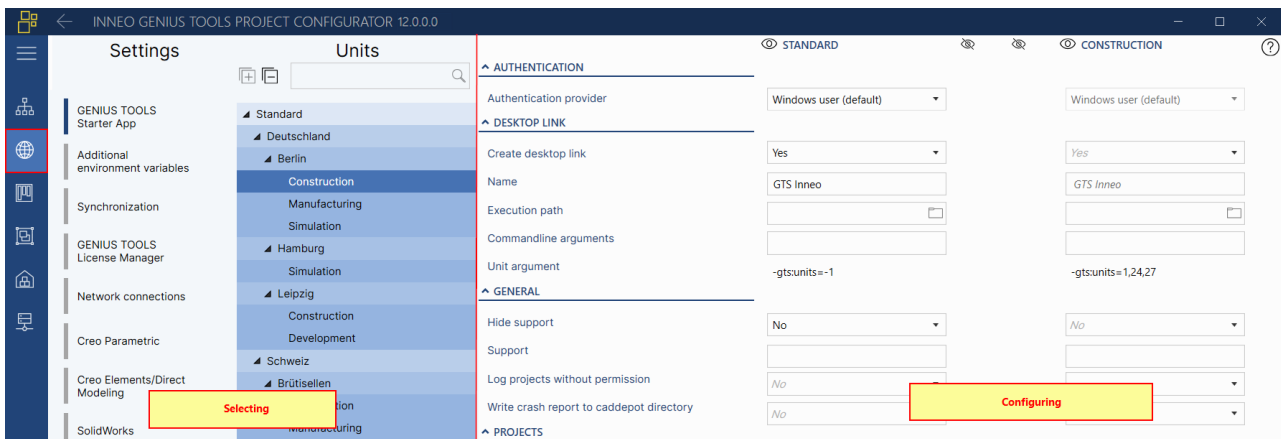 INNEO GENIUS TOOLS PROJECT CONFIGURATOR 12.0.0.0
Settings
GENIUS TOOLS
Starter App
Additional
environment variables
Synchronization
GENIUS TOOLS
License Manager
Network connections
Creo Parametric
Creo Elements/Direct
Modeling
SolidWorks
Units
Standard
Deutschland
Berlin
Construction
Manufacturing
Simulation
Hamburg
Simulation
Leipzig
Construction
Development
Schweiz
Brütisellen
Selecting
STANDARD
CONSTRUCTION
AUTHENTICATION
Authentication provider
Windows user (default)
Windows user (default)
DESKTOP LINK
Create desktop link
Yes
Yes
Name
GTS Inneo
GTS Inneo
Execution path
Commandline arguments
Unit argument
-gts:units=-1
-gts:units=1,24,27
GENERAL
Hide support
No
No
Support
Log projects without permission
No
Write crash report to caddepot directory
No
Configuring
PROJECTS